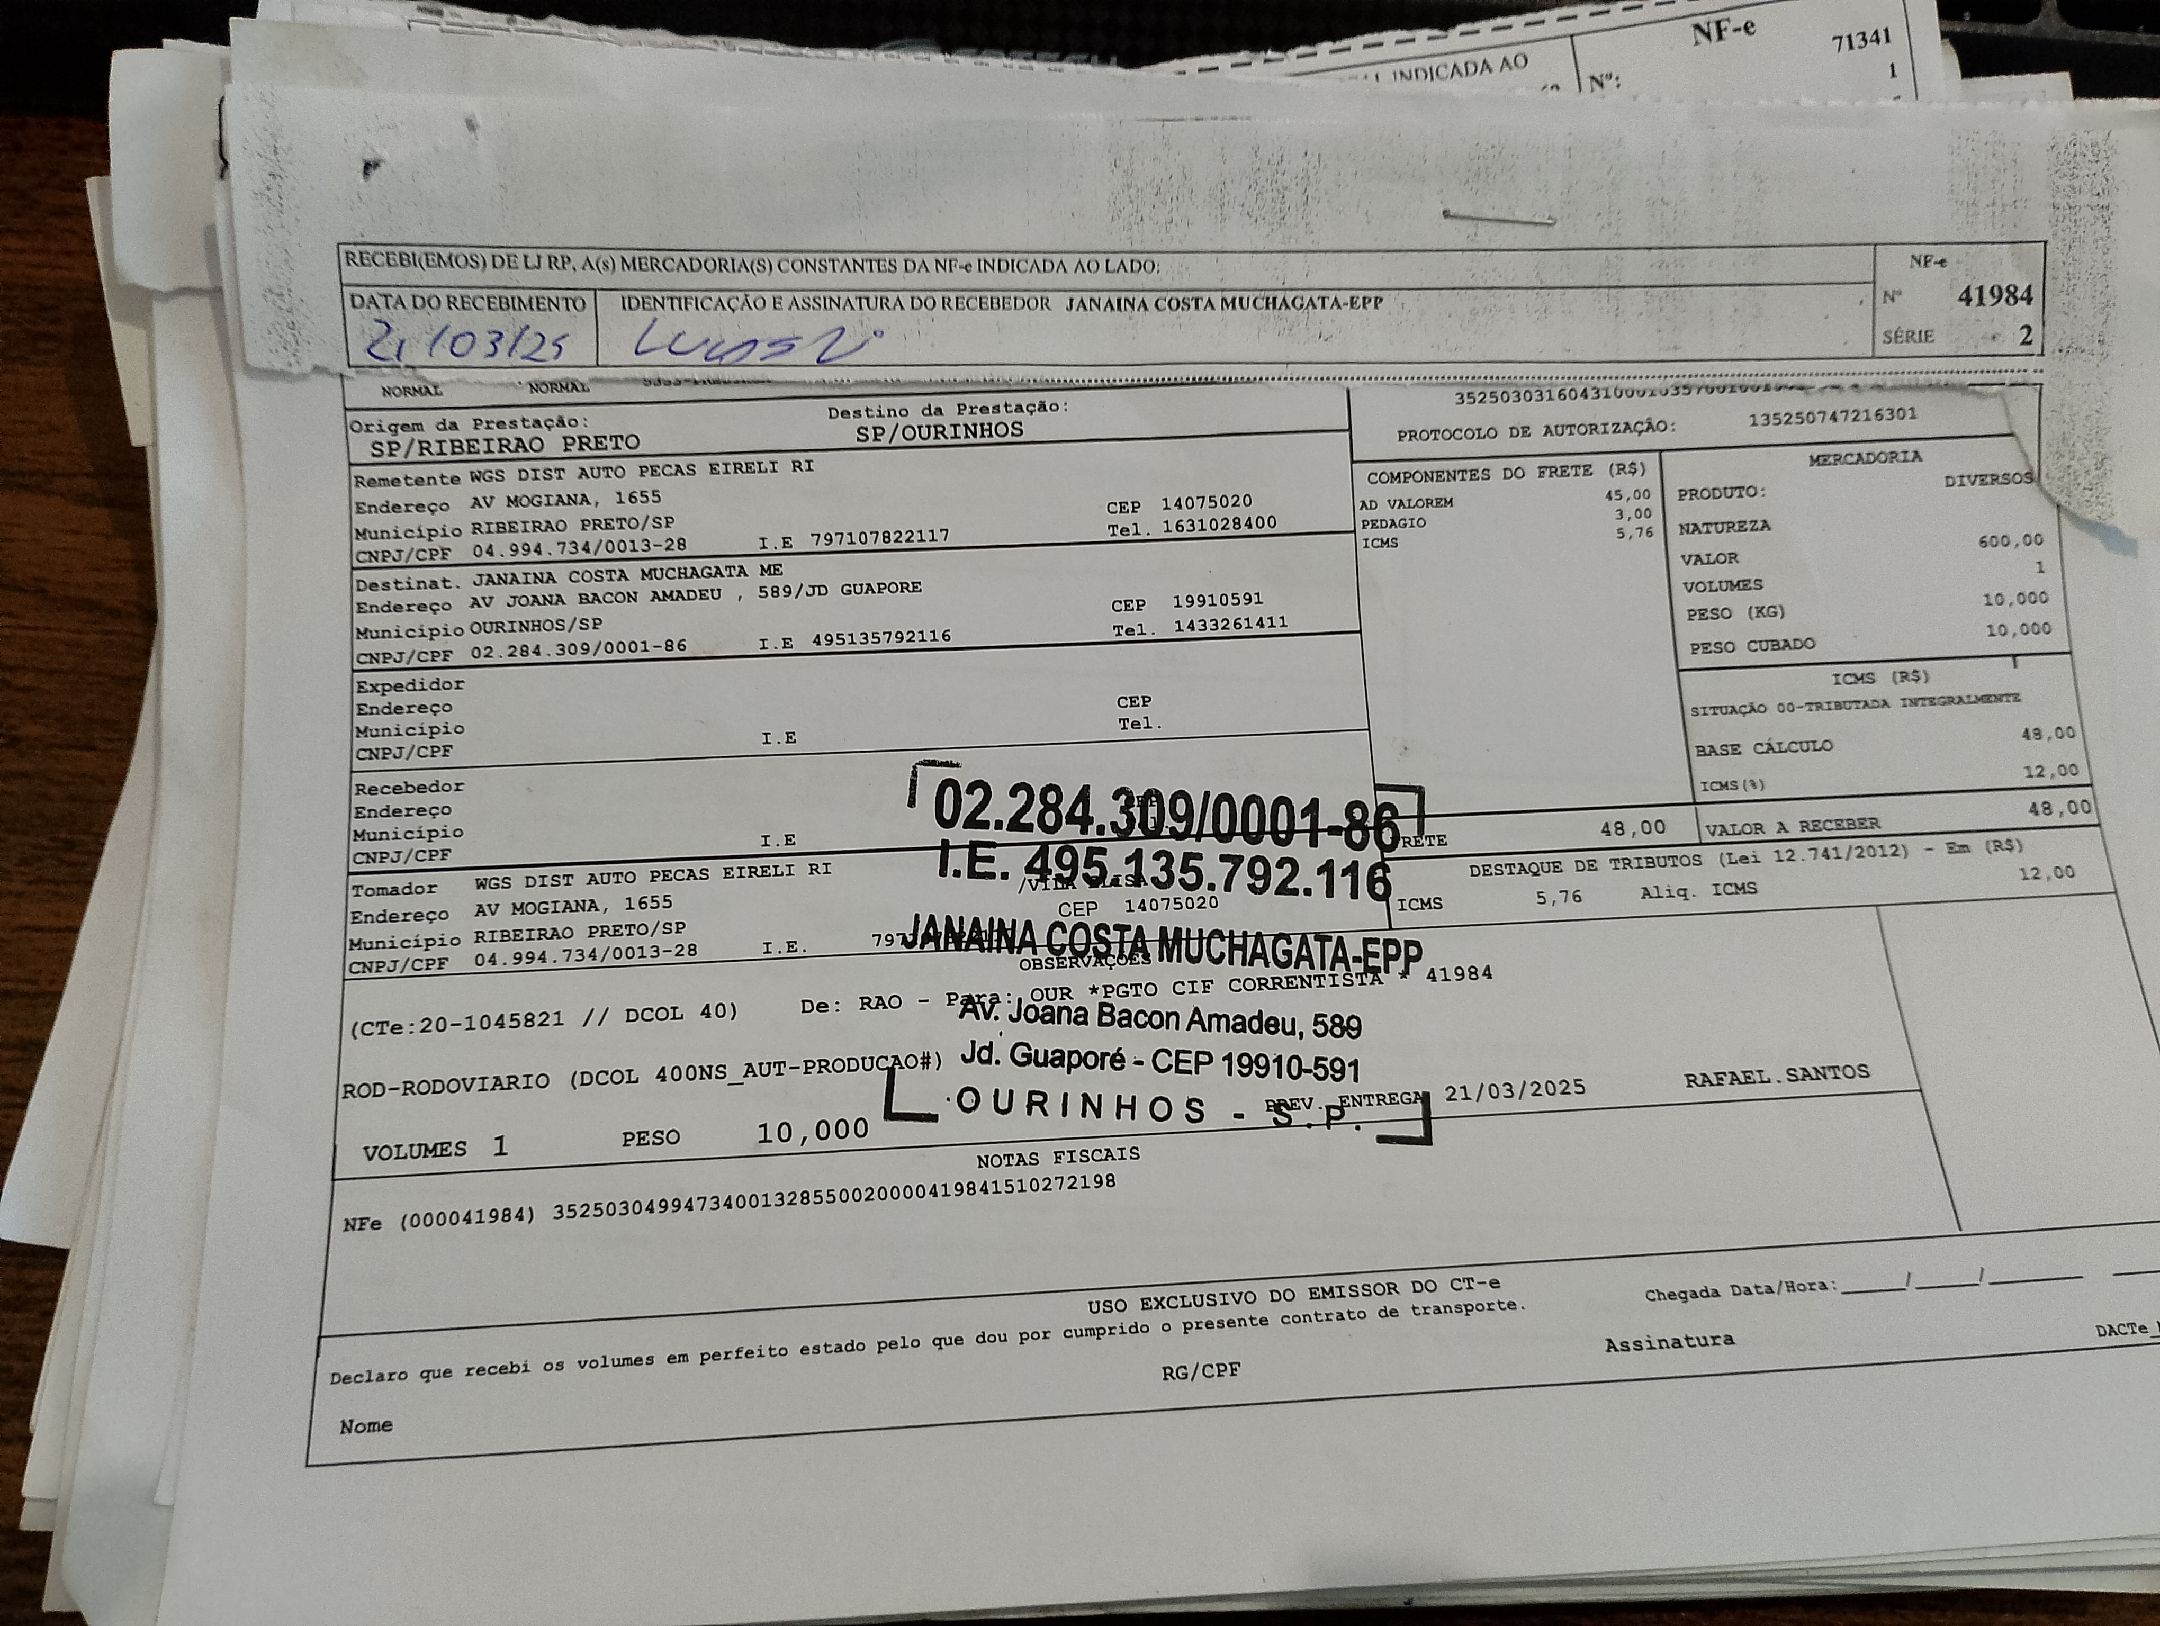 NF-e
71341
INDICADA AO
Nº:
1
RECEBI(EMOS) DE LJ RP, A(s) MERCADORIA(S) CONSTANTES DA NF-e INDICADA AO LADO.
NF-e
DATA DO RECEBIMENTO
IDENTIFICAÇÃO E ASSINATURA DO RECEBEDOR JANAINA COSTA MUCHAGATA-EPP
Nº 41984
21/03/25
SÉRIE 2
NORMAL NORMAL
Origem da Prestação: Destino da Prestação:
SP/RIBEIRAO PRETO SP/OURINHOS
PROTOCOLO DE AUTORIZAÇÃO: 135250747216301
Remetente WGS DIST AUTO PECAS EIRELI RI
Endereço AV MOGIANA, 1655 CEP 14075020
Município RIBEIRAO PRETO/SP Tel. 1631028400
CNPJ/CPF 04.994.734/0013-28 I.E 797107822117
COMPONENTES DO FRETE (R$)
AD VALOREM 45,00
PEDAGIO 3,00
ICMS 5,76
MERCADORIA
PRODUTO: DIVERSOS
NATUREZA
VALOR 600,00
VOLUMES 1
PESO (KG) 10,000
PESO CUBADO 10,000
Destinat. JANAINA COSTA MUCHAGATA ME
Endereço AV JOANA BACON AMADEU , 589/JD GUAPORE CEP 19910591
Município OURINHOS/SP Tel. 1433261411
CNPJ/CPF 02.284.309/0001-86 I.E 495135792116
Expedidor
Endereço CEP
Município Tel.
CNPJ/CPF I.E
ICMS (R$)
SITUAÇÃO 00-TRIBUTADA INTEGRALMENTE
BASE CÁLCULO 48,00
ICMS(%) 12,00
Recebedor
Endereço
Município
CNPJ/CPF I.E
RETE 48,00 VALOR A RECEBER 48,00
DESTAQUE DE TRIBUTOS (Lei 12.741/2012) - Em (R$)
ICMS 5,76 Aliq. ICMS 12,00
02.284.309/0001-86
I.E. 495.135.792.116
JANAINA COSTA MUCHAGATA-EPP
Av. Joana Bacon Amadeu, 589
Jd. Guaporé - CEP 19910-591
OURINHOS - S.P.
Tomador WGS DIST AUTO PECAS EIRELI RI
Endereço AV MOGIANA, 1655 CEP 14075020
Município RIBEIRAO PRETO/SP
CNPJ/CPF 04.994.734/0013-28 I.E.
OBSERVAÇÕES
(CTe:20-1045821 // DCOL 40) De: RAO - Para: OUR *PGTO CIF CORRENTISTA * 41984
ROD-RODOVIARIO (DCOL 400NS_AUT-PRODUCAO#)
PREV. ENTREGA 21/03/2025 RAFAEL.SANTOS
VOLUMES 1 PESO 10,000
NOTAS FISCAIS
NFe (000041984) 35250304994734001328550020000419841510272198
USO EXCLUSIVO DO EMISSOR DO CT-e
Declaro que recebi os volumes em perfeito estado pelo que dou por cumprido o presente contrato de transporte.
Chegada Data/Hora: / /
Nome RG/CPF Assinatura
DACTe